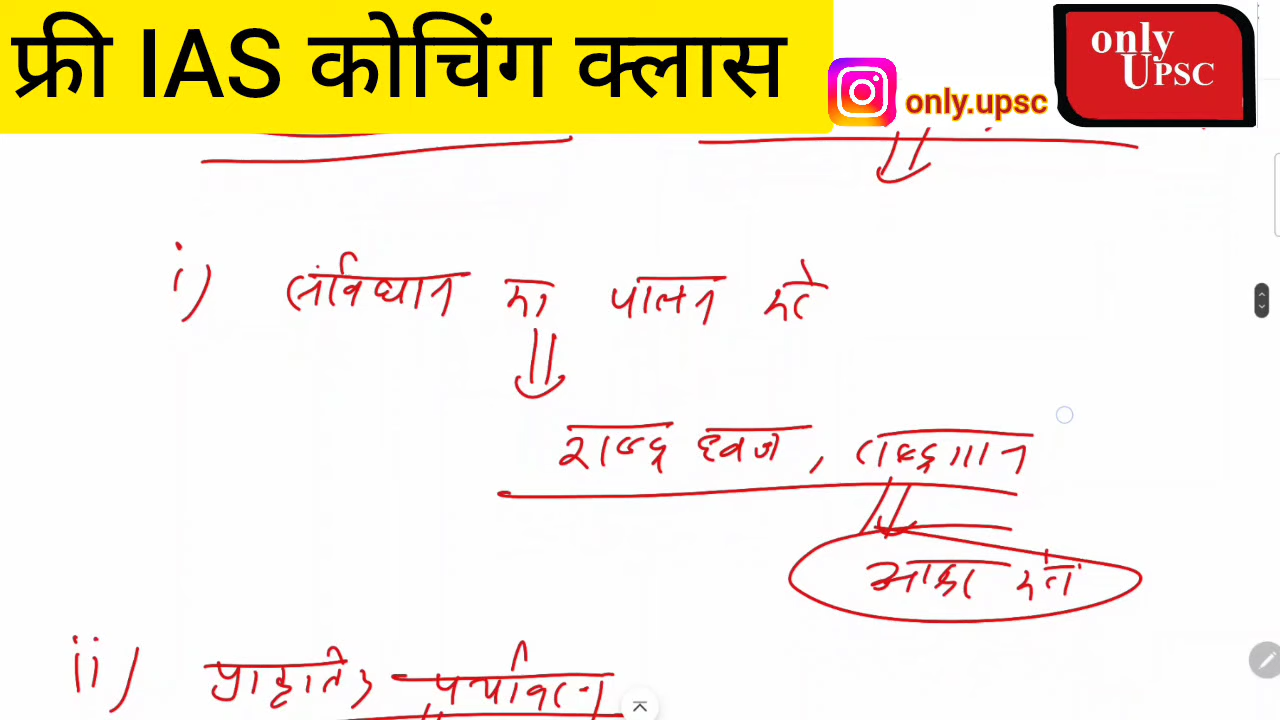 फ्री IAS कोचिंग क्लास
only.upsc
only
UPSC
i) संविधान का पालन करे
राष्ट्र ध्वज, राष्ट्रगान
आदर करें
ii) प्राकृतिक पर्यावरण